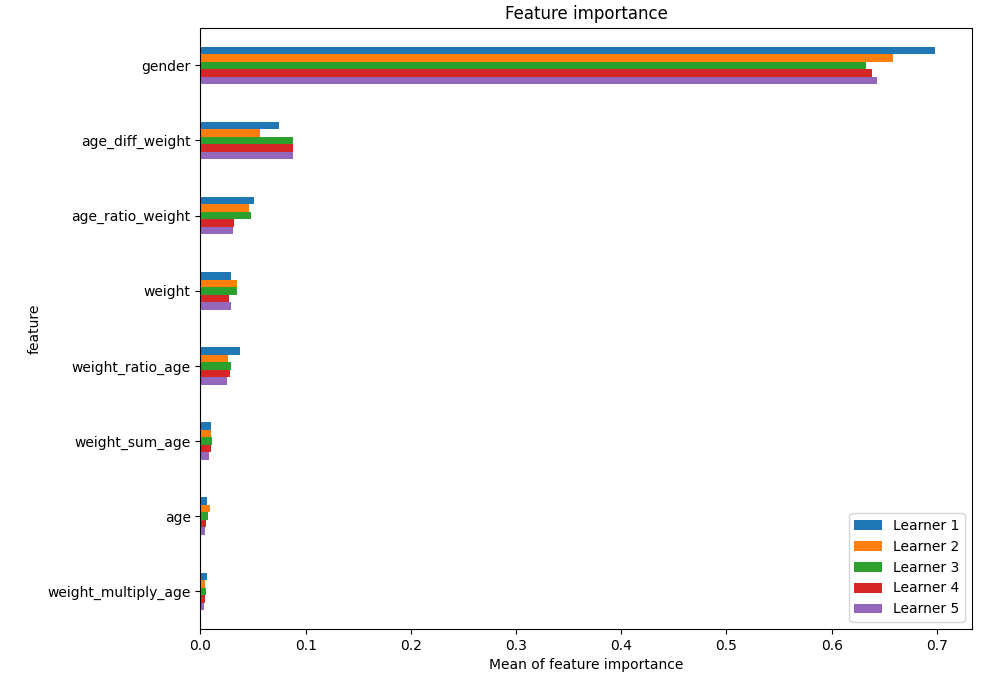 Feature importance
gender
age_diff_weight
age_ratio_weight
weight
weight_ratio_age
weight_sum_age
age
weight_multiply_age
feature
0.0 0.1 0.2 0.3 0.4 0.5 0.6 0.7
Mean of feature importance
Learner 1
Learner 2
Learner 3
Learner 4
Learner 5